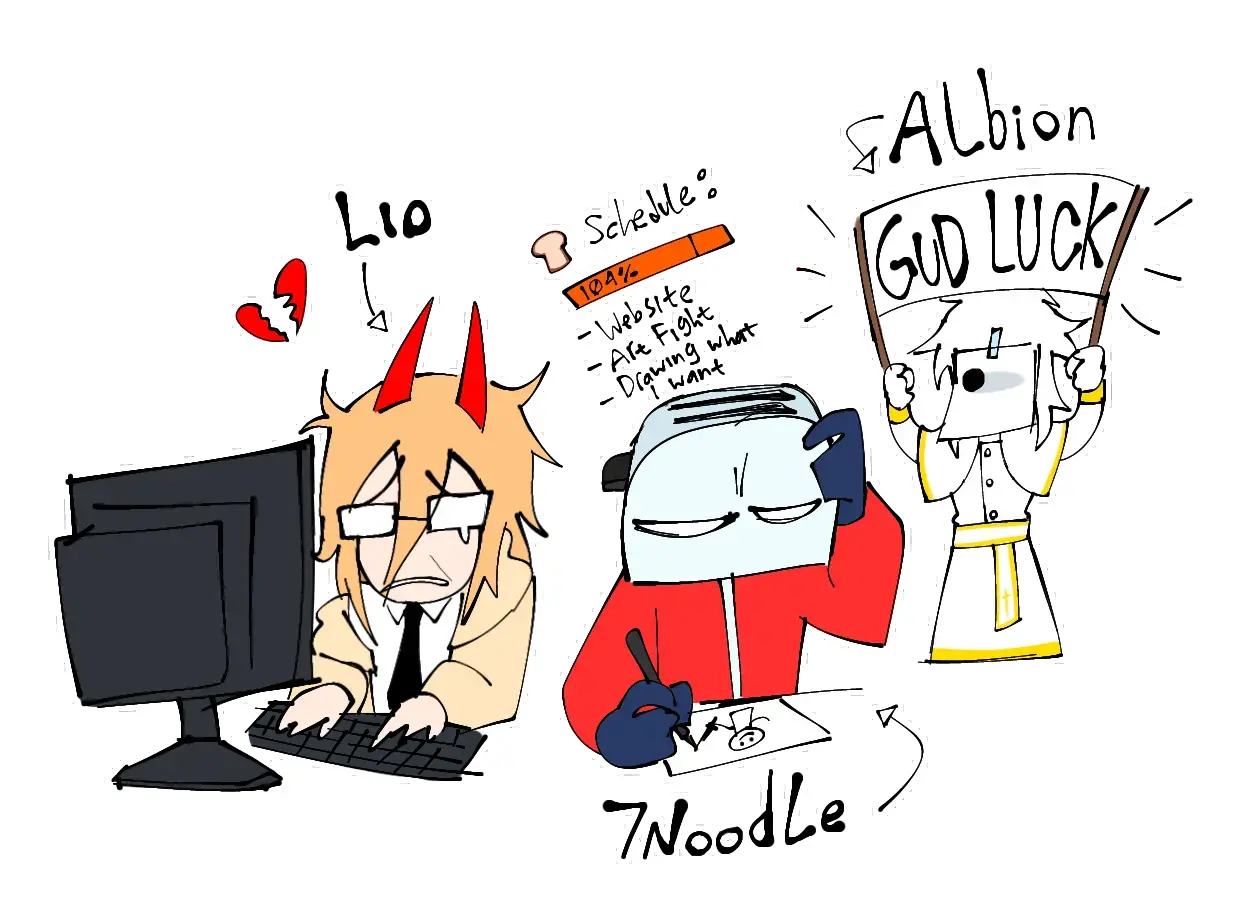 Albion
GUD LUCK
Lio
Schedule:
104%
- Website
- Art Fight
- Drawing what
I want
7NoodLe